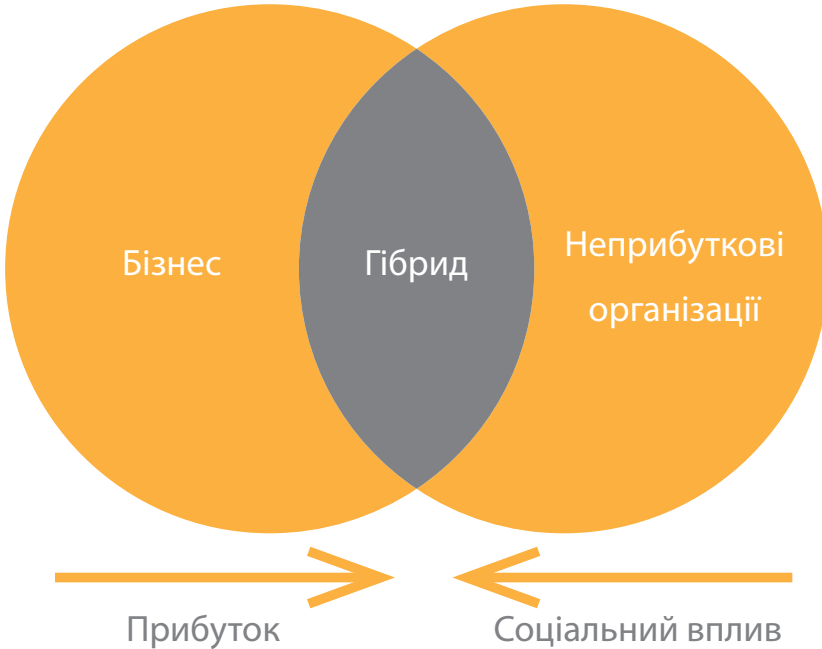 Бізнес
Гібрид
Неприбуткові
організації
Прибуток
Соціальний вплив